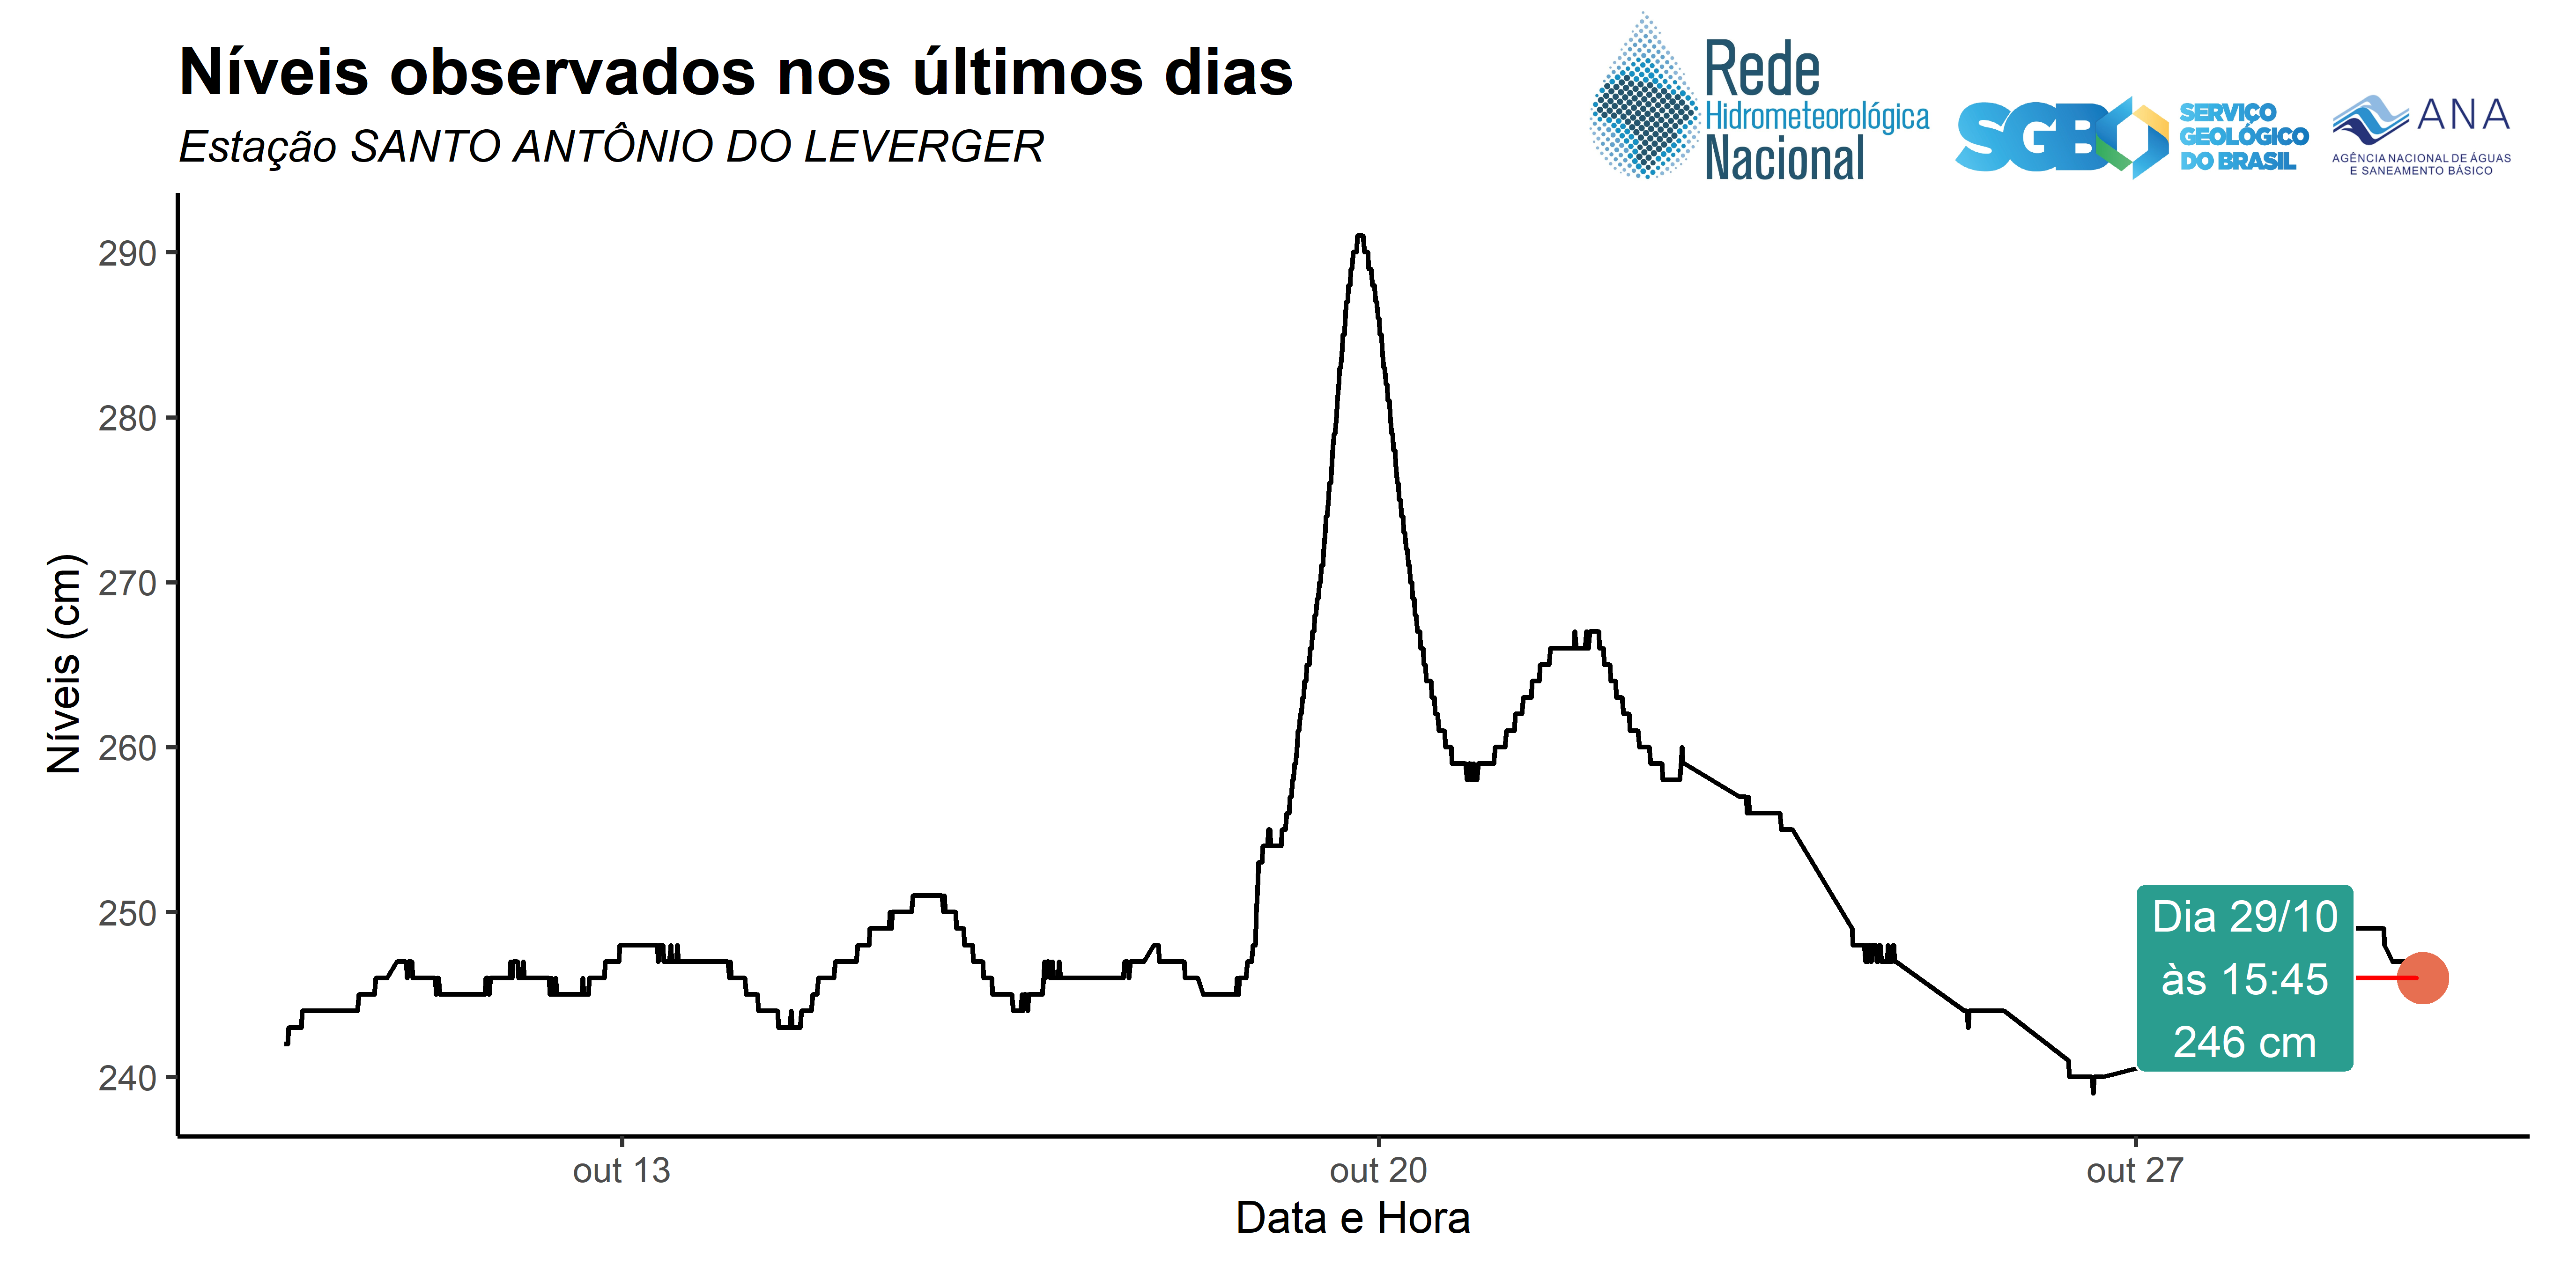 Níveis observados nos últimos dias
Estação SANTO ANTÔNIO DO LEVERGER
Rede
Hidrometeorológica
Nacional
SGB
SERVIÇO
GEOLÓGICO
DO BRASIL
ANA
AGÊNCIA NACIONAL DE ÁGUAS
E SANEAMENTO BÁSICO
Níveis (cm)
290
280
270
260
250
240
Dia 29/10
às 15:45
246 cm
out 13
out 20
out 27
Data e Hora